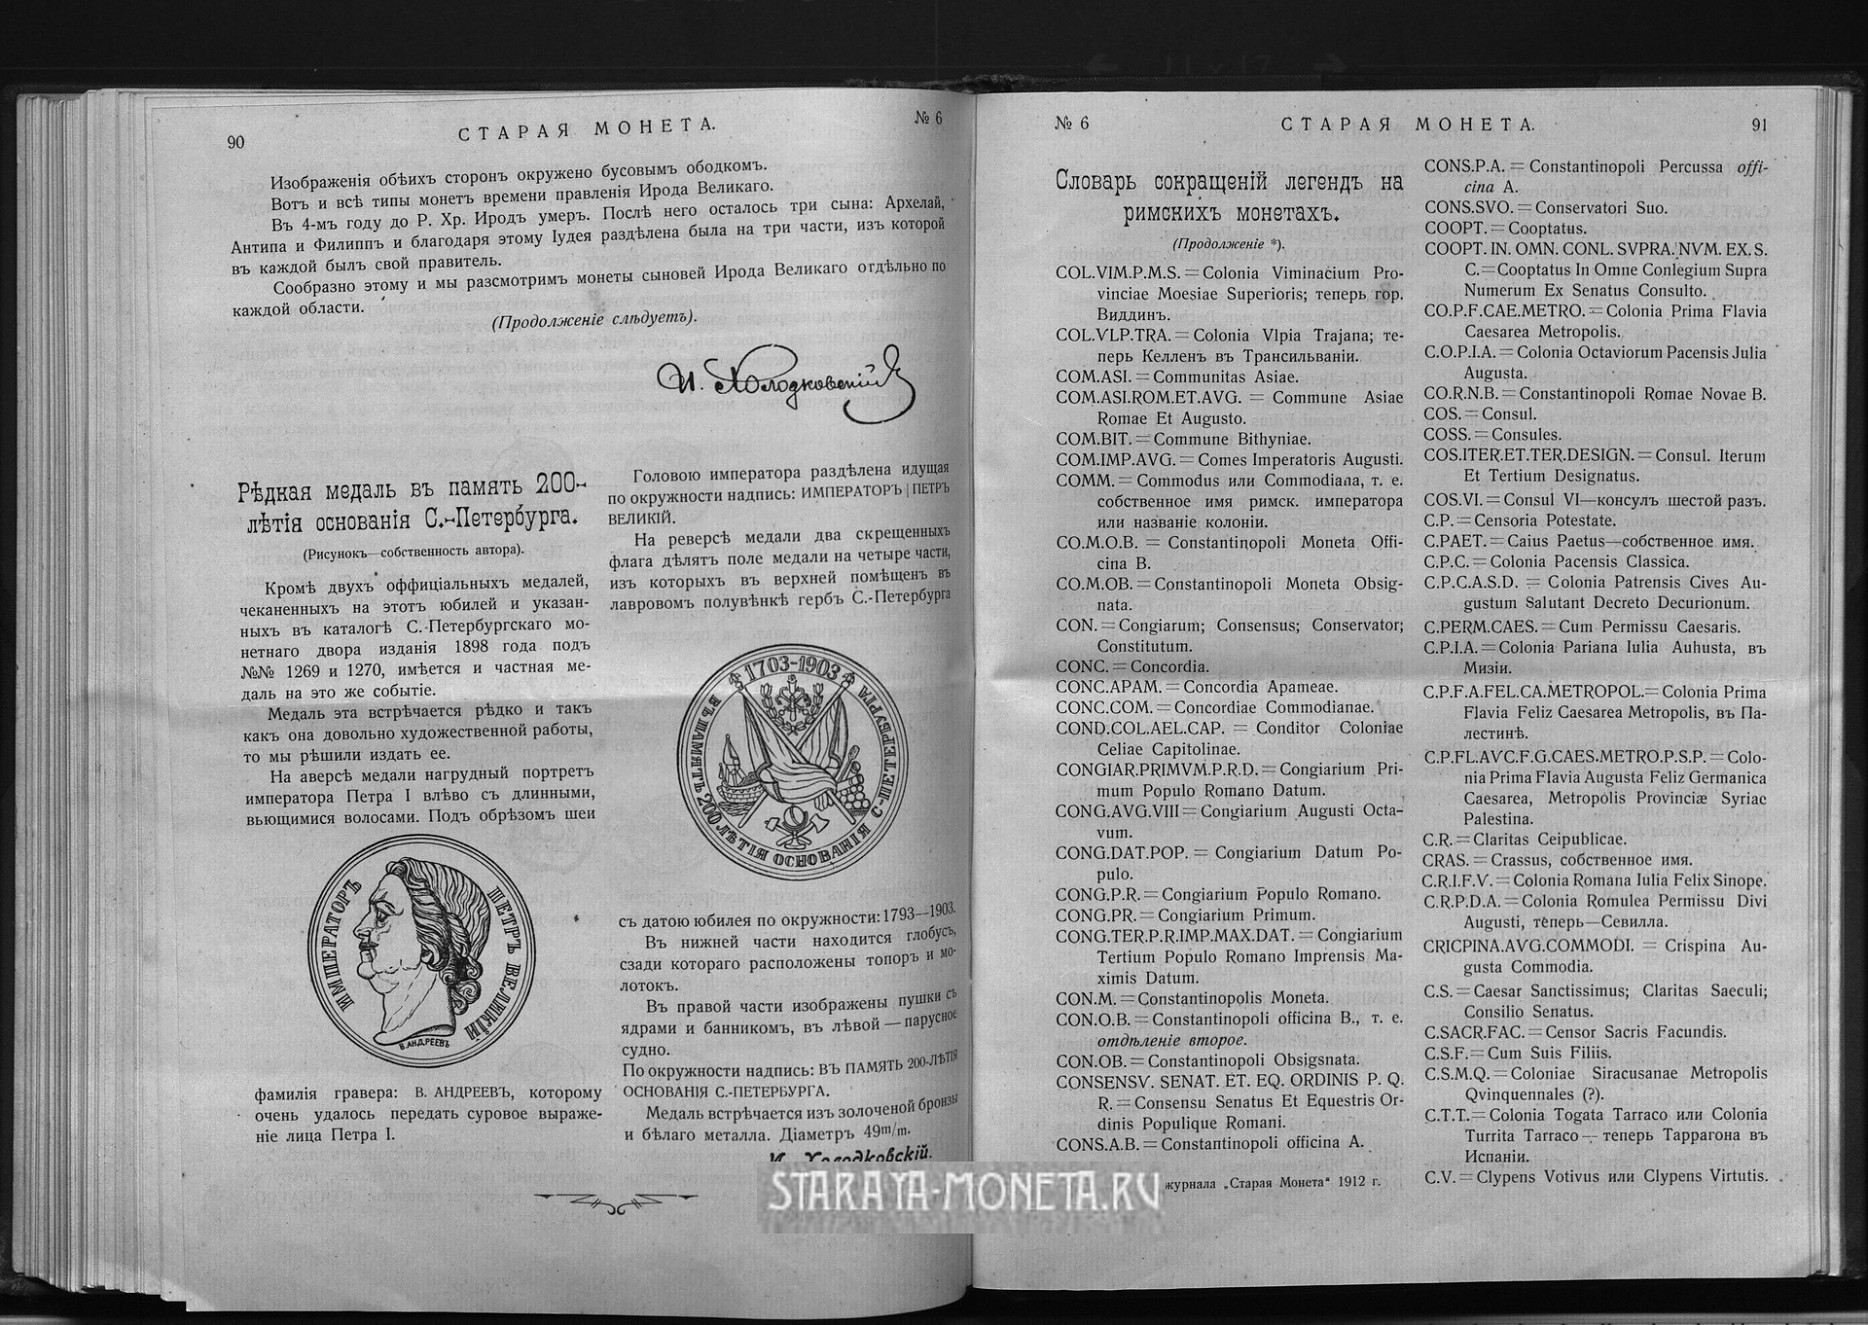 90
СТАРАЯ МОНЕТА.
№ 6
Изображенія обѣихъ сторонъ окружено бусовымъ ободкомъ.
Вотъ и всѣ типы монетъ времени правленія Ирода Великаго.
Въ 4-мъ году до Р. Хр. Иродъ умеръ. Послѣ него осталось три сына: Архелай,
Антипа и Филиппъ и благодаря этому Іудея раздѣлена была на три части, изъ которой
въ каждой былъ свой правитель.
Сообразно этому и мы разсмотримъ монеты сыновей Ирода Великаго отдѣльно по
каждой области.
(Продолженіе слѣдуетъ).
И. Холодковскій
Рѣдкая медаль въ память 200-
лѣтія основанія С.-Петербурга.
(Рисунокъ—собственность автора).
Кромѣ двухъ оффиціальныхъ медалей,
чеканенныхъ на этотъ юбилей и указан-
ныхъ въ каталогѣ С.-Петербургскаго мо-
нетнаго двора изданія 1898 года подъ
№№ 1269 и 1270, имѣется и частная ме-
даль на это же событіе.
Медаль эта встрѣчается рѣдко и такъ
какъ она довольно художественной работы,
то мы рѣшили издать ее.
На аверсѣ медали нагрудный портретъ
императора Петра I влѣво съ длинными,
вьющимися волосами. Подъ обрѣзомъ шеи
ИМПЕРАТОРЪ ПЕТРЪ ВЕЛИКІЙ
В. АНДРЕЕВЪ
фамилія гравера: В. АНДРЕЕВЪ, которому
очень удалось передать суровое выраже-
ніе лица Петра I.
Головою императора раздѣлена идущая
по окружности надпись: ИМПЕРАТОРЪ | ПЕТРЪ
ВЕЛИКІЙ.
На реверсѣ медали два скрещенныхъ
флага дѣлятъ поле медали на четыре части,
изъ которыхъ въ верхней помѣщенъ въ
лавровомъ полувѣнкѣ гербъ С.-Петербурга
1703-1903
ВЪ ПАМЯТЬ 200 ЛѢТІЯ ОСНОВАНІЯ С-ПЕТЕРБУРГА
съ датою юбилея по окружности: 1793—1903.
Въ нижней части находится глобусъ,
сзади котораго расположены топоръ и мо-
лотокъ.
Въ правой части изображены пушки съ
ядрами и банникомъ, въ лѣвой — парусное
судно.
По окружности надпись: ВЪ ПАМЯТЬ 200-ЛѢТІЯ
ОСНОВАНІЯ С.-ПЕТЕРБУРГА.
Медаль встрѣчается изъ золоченой бронзы
и бѣлаго металла. Діаметръ 49m/m.
И. Холодковскій.
№ 6
СТАРАЯ МОНЕТА.
91
Словарь сокращеній легендъ на
римскихъ монетахъ.
(Продолженіе *).
COL.VIM.P.M.S. = Colonia Viminacium Pro-
vinciae Moesiae Superioris; теперь гор.
Виддинъ.
COL.VLP.TRA. = Colonia Vlpia Trajana; те-
перь Келленъ въ Трансильваніи.
COM.ASI. = Communitas Asiae.
COM.ASI.ROM.ET.AVG. = Commune Asiae
Romae Et Augusto.
COM.BIT. = Commune Bithyniae.
COM.IMP.AVG. = Comes Imperatoris Augusti.
COMM. = Commodus или Commodiana, т. е.
собственное имя римск. императора
или названіе колоніи.
CO.M.O.B. = Constantinopoli Moneta Offi-
cina B.
CO.M.OB. = Constantinopoli Moneta Obsig-
nata.
CON. = Congiarum; Consensus; Conservator;
Constitutum.
CONC. = Concordia.
CONC.APAM. = Concordia Apameae.
CONC.COM. = Concordiae Commodianae.
COND.COL.AEL.CAP. = Conditor Coloniae
Celiae Capitolinae.
CONGIAR.PRIMVM.P.R.D. = Congiarium Pri-
mum Populo Romano Datum.
CONG.AVG.VIII = Congiarium Augusti Octa-
vum.
CONG.DAT.POP. = Congiarium Datum Po-
pulo.
CONG.P.R. = Congiarium Populo Romano.
CONG.PR. = Congiarium Primum.
CONG.TER.P.R.IMP.MAX.DAT. = Congiarium
Tertium Populo Romano Imprensis Ma-
ximis Datum.
CON.M. = Constantinopolis Moneta.
CON.O.B. = Constantinopoli officina B., т. е.
отдѣленіе второе.
CON.OB. = Constantinopoli Obsigsnata.
CONSENSV. SENAT. ET. EQ. ORDINIS P. Q.
R. = Consensu Senatus Et Equestris Or-
dinis Populique Romani.
CONS.A.B. = Constantinopoli officina A.
журнала „Старая Монета“ 1912 г.
CONS.P.A. = Constantinopoli Percussa offi-
cina A.
CONS.SVO. = Conservatori Suo.
COOPT. = Cooptatus.
COOPT. IN. OMN. CONL. SVPRA. NVM. EX. S.
C. = Cooptatus In Omne Conlegium Supra
Numerum Ex Senatus Consulto.
CO.P.F.CAE.METRO. = Colonia Prima Flavia
Caesarea Metropolis.
C.O.P.I.A. = Colonia Octaviorum Pacensis Julia
Augusta.
CO.R.N.B. = Constantinopoli Romae Novae B.
COS. = Consul.
COSS. = Consules.
COS.ITER.ET.TER.DESIGN. = Consul. Iterum
Et Tertium Designatus.
COS.VI. = Consul VI—консулъ шестой разъ.
C.P. = Censoria Potestate.
C.PAET. = Caius Paetus—собственное имя.
C.P.C. = Colonia Pacensis Classica.
C.P.C.A.S.D. = Colonia Patrensis Cives Au-
gustum Salutant Decreto Decurionum.
C.PERM.CAES. = Cum Permissu Caesaris.
C.P.I.A. = Colonia Pariana Iulia Auhusta, въ
Мизіи.
C.P.F.A.FEL.CA.METROPOL. = Colonia Prima
Flavia Feliz Caesarea Metropolis, въ Па-
лестинѣ.
C.P.FL.AVC.F.G.CAES.METRO.P.S.P. = Colo-
nia Prima Flavia Augusta Feliz Germanica
Caesarea, Metropolis Provinciæ Syriac
Palestina.
C.R. = Claritas Ceipublicae.
CRAS. = Crassus, собственное имя.
C.R.I.F.V. = Colonia Romana Iulia Felix Sinope.
C.R.P.D.A. = Colonia Romulea Permissu Divi
Augusti, теперь—Севилла.
CRICPINA.AVG.COMMODI. = Crispina Au-
gusta Commodia.
C.S. = Caesar Sanctissimus; Claritas Saeculi;
Consilio Senatus.
C.SACR.FAC. = Censor Sacris Facundis.
C.S.F. = Cum Suis Filiis.
C.S.M.Q. = Coloniae Siracusanae Metropolis
Qvinquennales (?).
C.T.T. = Colonia Togata Tarraco или Colonia
Turrita Tarraco — теперь Таррагона въ
Испаніи.
C.V. = Clypens Votivus или Clypens Virtutis.
STARAYA-MONETA.RU